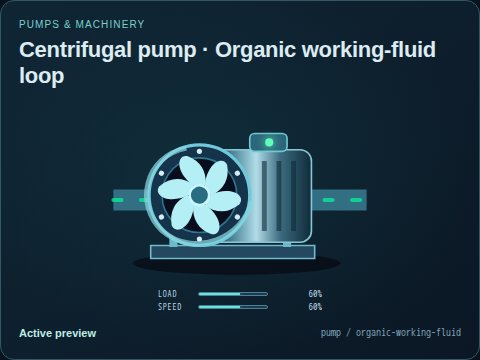 PUMPS & MACHINERY
Centrifugal pump · Organic working-fluid
loop
LOAD 60%
SPEED 60%
Active preview pump / organic-working-fluid